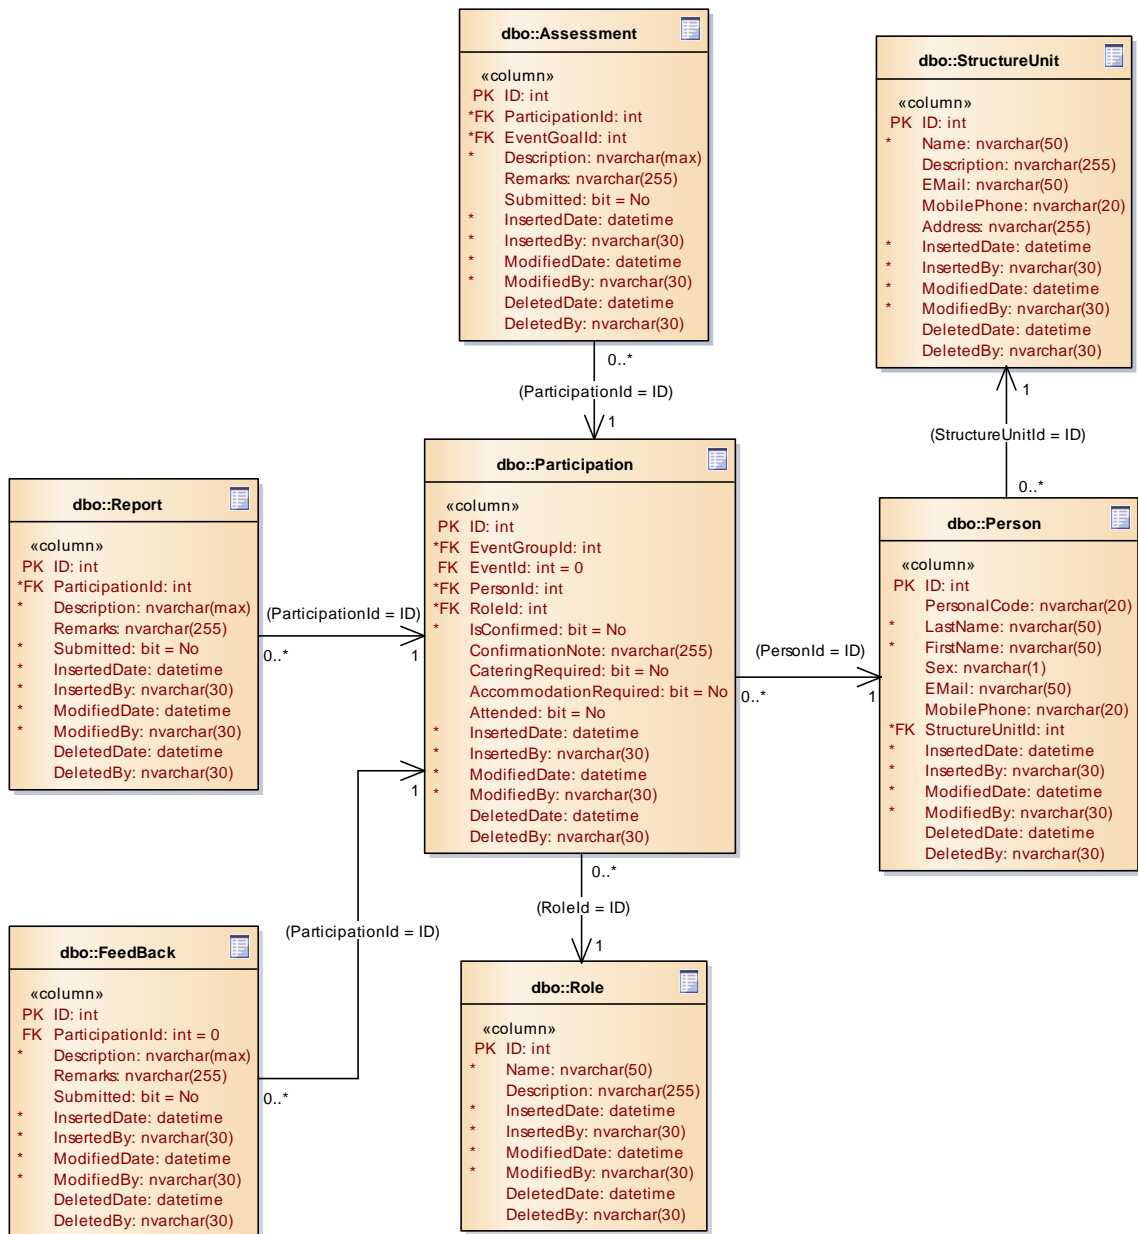 dbo::Assessment
«column»
PK ID: int
*FK ParticipationId: int
*FK EventGoalId: int
* Description: nvarchar(max)
Remarks: nvarchar(255)
Submitted: bit = No
* InsertedDate: datetime
* InsertedBy: nvarchar(30)
* ModifiedDate: datetime
* ModifiedBy: nvarchar(30)
DeletedDate: datetime
DeletedBy: nvarchar(30)
0..*
(ParticipationId = ID)
1
dbo::StructureUnit
«column»
PK ID: int
* Name: nvarchar(50)
Description: nvarchar(255)
EMail: nvarchar(50)
MobilePhone: nvarchar(20)
Address: nvarchar(255)
* InsertedDate: datetime
* InsertedBy: nvarchar(30)
* ModifiedDate: datetime
* ModifiedBy: nvarchar(30)
DeletedDate: datetime
DeletedBy: nvarchar(30)
1
(StructureUnitId = ID)
0..*
dbo::Report
«column»
PK ID: int
*FK ParticipationId: int
* Description: nvarchar(max)
Remarks: nvarchar(255)
* Submitted: bit = No
* InsertedDate: datetime
* InsertedBy: nvarchar(30)
* ModifiedDate: datetime
* ModifiedBy: nvarchar(30)
DeletedDate: datetime
DeletedBy: nvarchar(30)
(ParticipationId = ID)
0..*
1
dbo::Participation
«column»
PK ID: int
*FK EventGroupId: int
FK EventId: int = 0
*FK PersonId: int
*FK RoleId: int
* IsConfirmed: bit = No
ConfirmationNote: nvarchar(255)
CateringRequired: bit = No
AccommodationRequired: bit = No
Attended: bit = No
* InsertedDate: datetime
* InsertedBy: nvarchar(30)
* ModifiedDate: datetime
* ModifiedBy: nvarchar(30)
DeletedDate: datetime
DeletedBy: nvarchar(30)
(PersonId = ID)
0..*
1
dbo::Person
«column»
PK ID: int
PersonalCode: nvarchar(20)
* LastName: nvarchar(50)
* FirstName: nvarchar(50)
Sex: nvarchar(1)
EMail: nvarchar(50)
MobilePhone: nvarchar(20)
*FK StructureUnitId: int
* InsertedDate: datetime
* InsertedBy: nvarchar(30)
* ModifiedDate: datetime
* ModifiedBy: nvarchar(30)
DeletedDate: datetime
DeletedBy: nvarchar(30)
1
(ParticipationId = ID)
0..*
0..*
(RoleId = ID)
1
dbo::FeedBack
«column»
PK ID: int
FK ParticipationId: int = 0
* Description: nvarchar(max)
Remarks: nvarchar(255)
Submitted: bit = No
* InsertedDate: datetime
* InsertedBy: nvarchar(30)
* ModifiedDate: datetime
* ModifiedBy: nvarchar(30)
DeletedDate: datetime
DeletedBy: nvarchar(30)
dbo::Role
«column»
PK ID: int
* Name: nvarchar(50)
Description: nvarchar(255)
* InsertedDate: datetime
* InsertedBy: nvarchar(30)
* ModifiedDate: datetime
* ModifiedBy: nvarchar(30)
DeletedDate: datetime
DeletedBy: nvarchar(30)